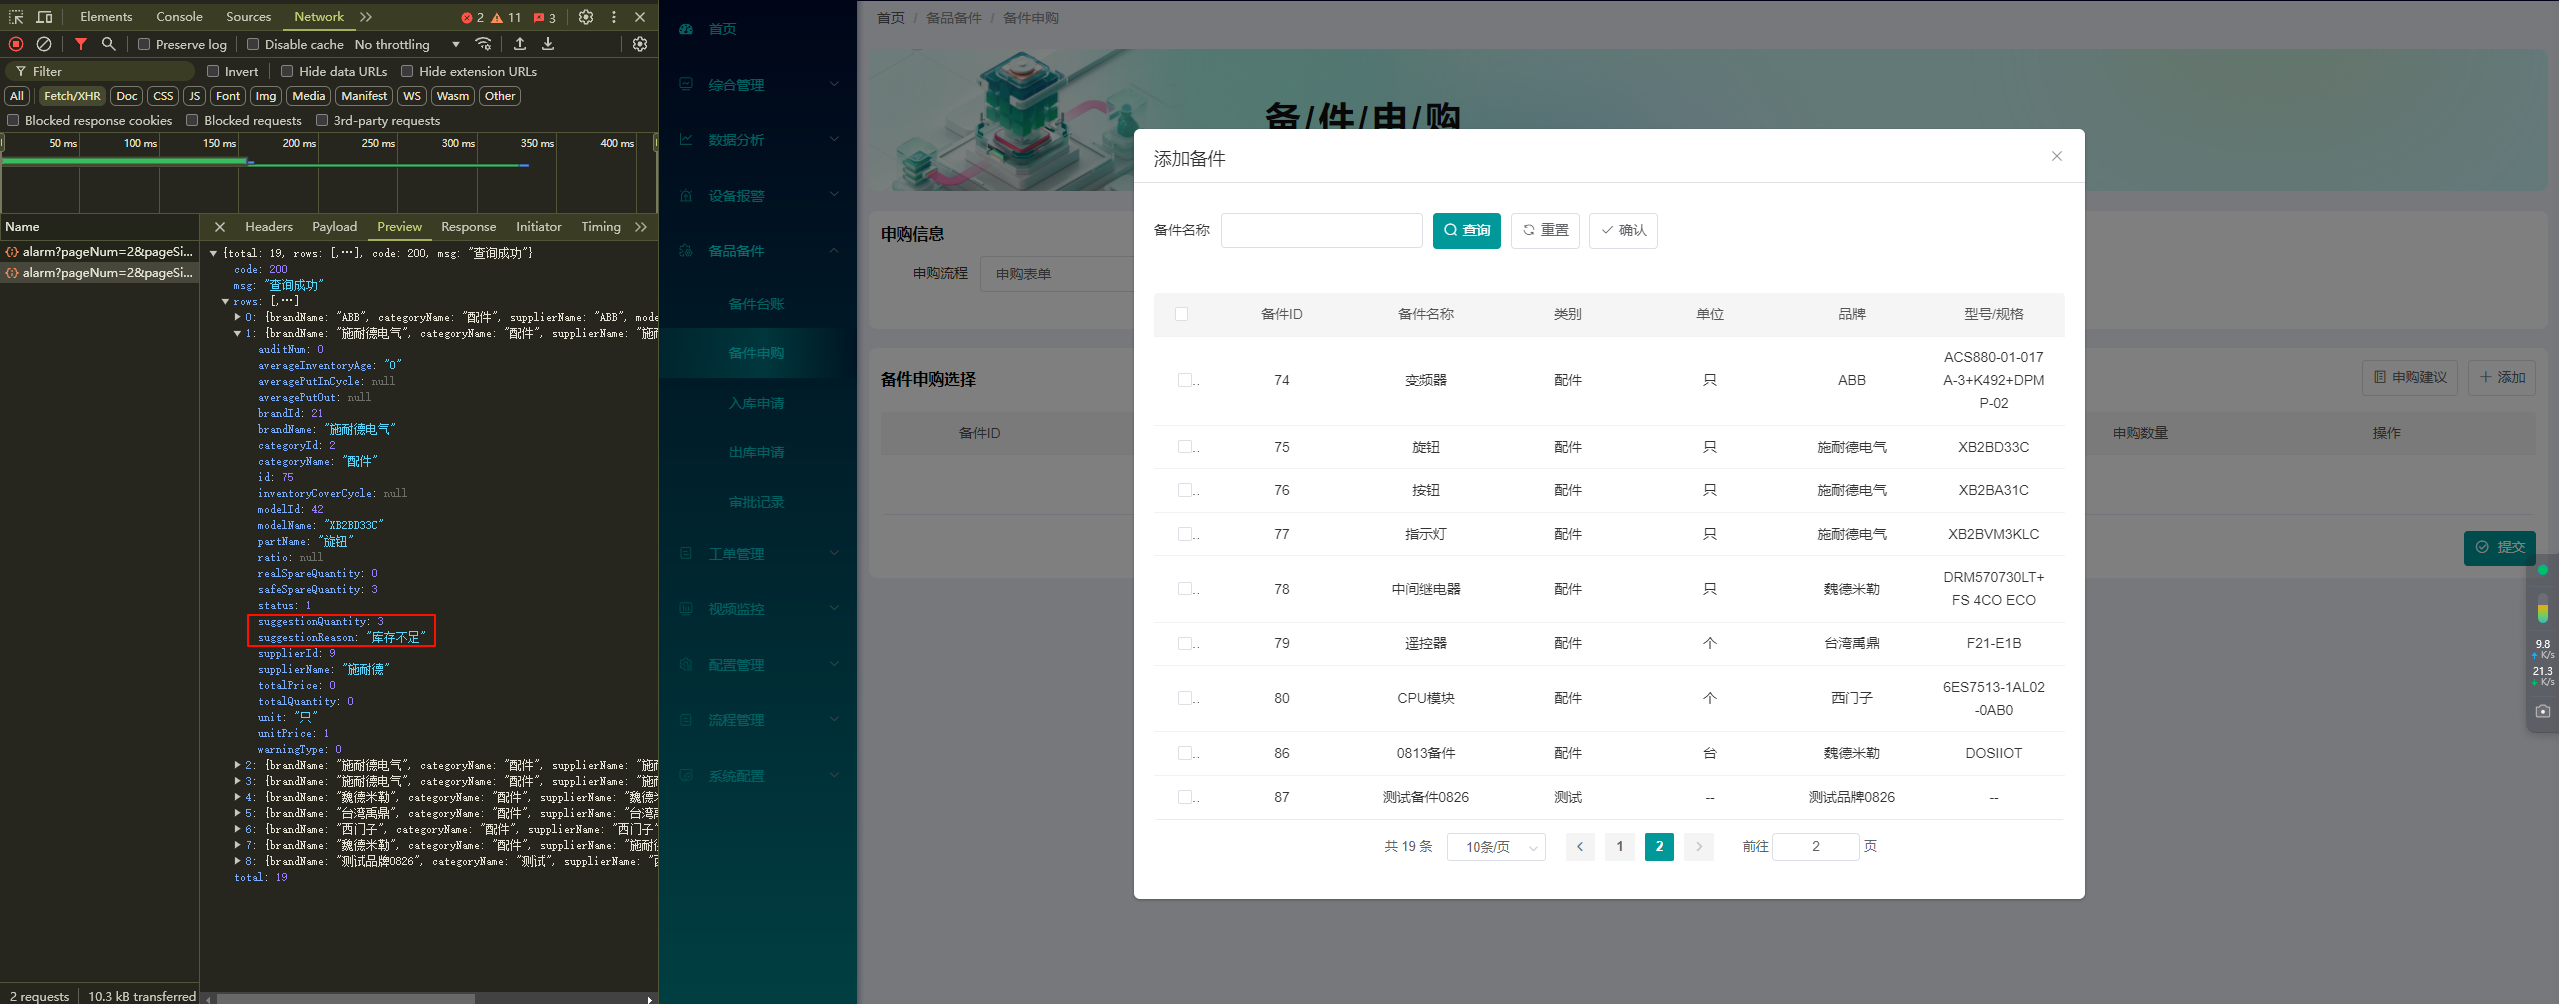 Elements Console Sources Network 2 11 3
Preserve log Disable cache No throttling
Filter Invert Hide data URLs Hide extension URLs
All Fetch/XHR Doc CSS JS Font Img Media Manifest WS Wasm Other
Blocked response cookies Blocked requests 3rd-party requests
50 ms 100 ms 150 ms 200 ms 250 ms 300 ms 350 ms 400 ms
Name Headers Payload Preview Response Initiator Timing
alarm?pageNum=2&pageSi...
alarm?pageNum=2&pageSi...
{total: 19, rows: [,…], code: 200, msg: "查询成功"}
code: 200
msg: "查询成功"
rows: [,…]
0: {brandName: "ABB", categoryName: "配件", supplierName: "ABB", mode
1: {brandName: "施耐德电气", categoryName: "配件", supplierName: "施耐
auditNum: 0
averageInventoryAge: "0"
averagePutInCycle: null
averagePutOut: null
brandId: 21
brandName: "施耐德电气"
categoryId: 2
categoryName: "配件"
id: 75
inventoryCoverCycle: null
modelId: 42
modelName: "XB2BD33C"
partName: "旋钮"
ratio: null
realSpareQuantity: 0
safeSpareQuantity: 3
status: 1
suggestionQuantity: 3
suggestionReason: "库存不足"
supplierId: 9
supplierName: "施耐德"
totalPrice: 0
totalQuantity: 0
unit: "只"
unitPrice: 1
warningType: 0
2: {brandName: "施耐德电气", categoryName: "配件", supplierName: "施耐
3: {brandName: "施耐德电气", categoryName: "配件", supplierName: "施耐
4: {brandName: "魏德米勒", categoryName: "配件", supplierName: "魏德米
5: {brandName: "台湾禹鼎", categoryName: "配件", supplierName: "台湾禹
6: {brandName: "西门子", categoryName: "配件", supplierName: "西门子"
7: {brandName: "魏德米勒", categoryName: "配件", supplierName: "施耐德
8: {brandName: "测试品牌0826", categoryName: "测试", supplierName: "西
total: 19
2 requests 10.3 kB transferred
首页
综合管理
数据分析
设备报警
备品备件
备件台账
备件申购
入库申请
出库申请
审批记录
工单管理
视频监控
配置管理
流程管理
系统配置
首页 / 备品备件 / 备件申购
备/件/申/购
申购信息
申购流程 申购表单
备件申购选择 申购建议 添加
备件ID 申购数量 操作
提交
添加备件
备件名称 查询 重置 确认
备件ID 备件名称 类别 单位 品牌 型号/规格
74 变频器 配件 只 ABB ACS880-01-017
A-3+K492+DPM
P-02
75 旋钮 配件 只 施耐德电气 XB2BD33C
76 按钮 配件 只 施耐德电气 XB2BA31C
77 指示灯 配件 只 施耐德电气 XB2BVM3KLC
78 中间继电器 配件 只 魏德米勒 DRM570730LT+
FS 4CO ECO
79 遥控器 配件 个 台湾禹鼎 F21-E1B
80 CPU模块 配件 个 西门子 6ES7513-1AL02
-0AB0
86 0813备件 配件 台 魏德米勒 DOSIIOT
87 测试备件0826 测试 -- 测试品牌0826 --
共 19 条 10条/页 1 2 前往 2 页
9.8
K/s
21.3
K/s